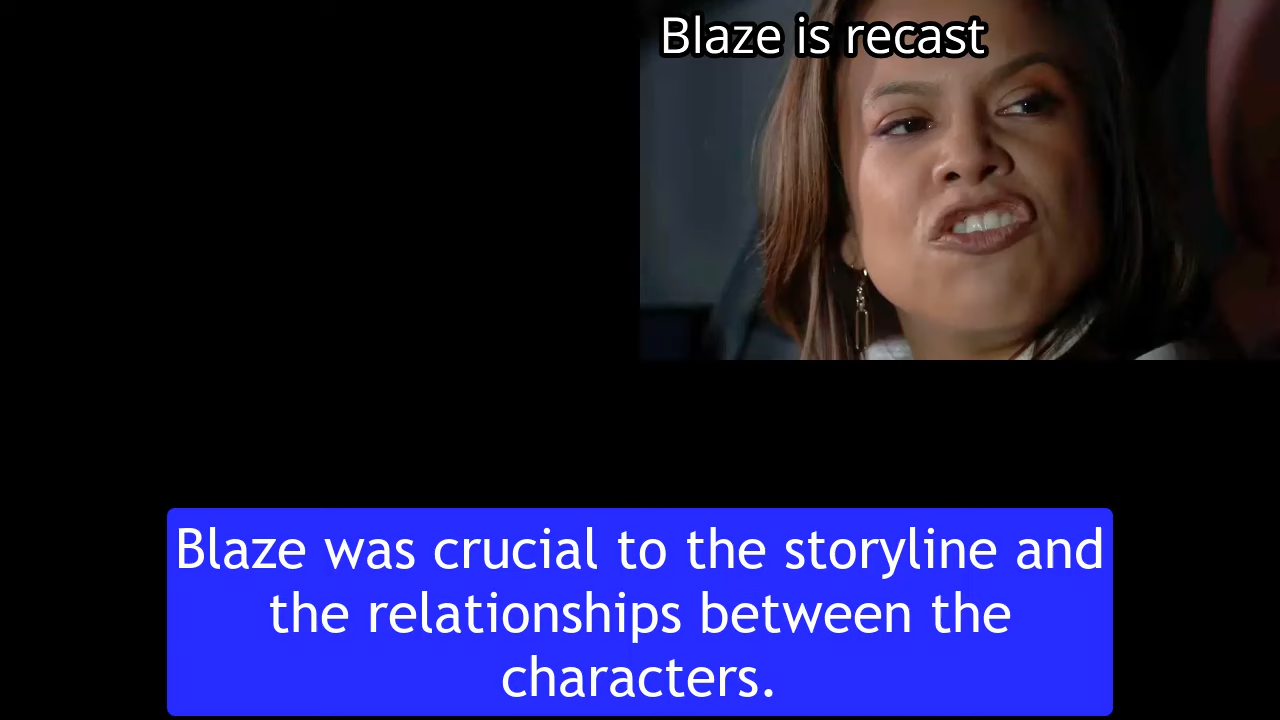 Blaze is recast
Blaze was crucial to the storyline and
the relationships between the
characters.